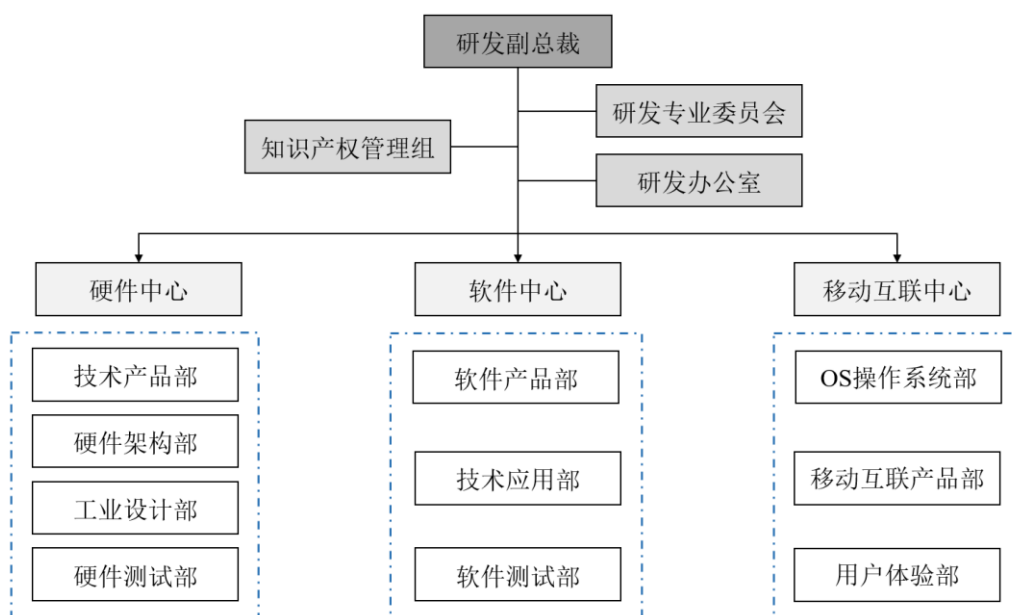 研发副总裁
研发专业委员会
知识产权管理组
研发办公室
硬件中心
软件中心
移动互联中心
技术产品部
硬件架构部
工业设计部
硬件测试部
软件产品部
技术应用部
软件测试部
OS操作系统部
移动互联产品部
用户体验部